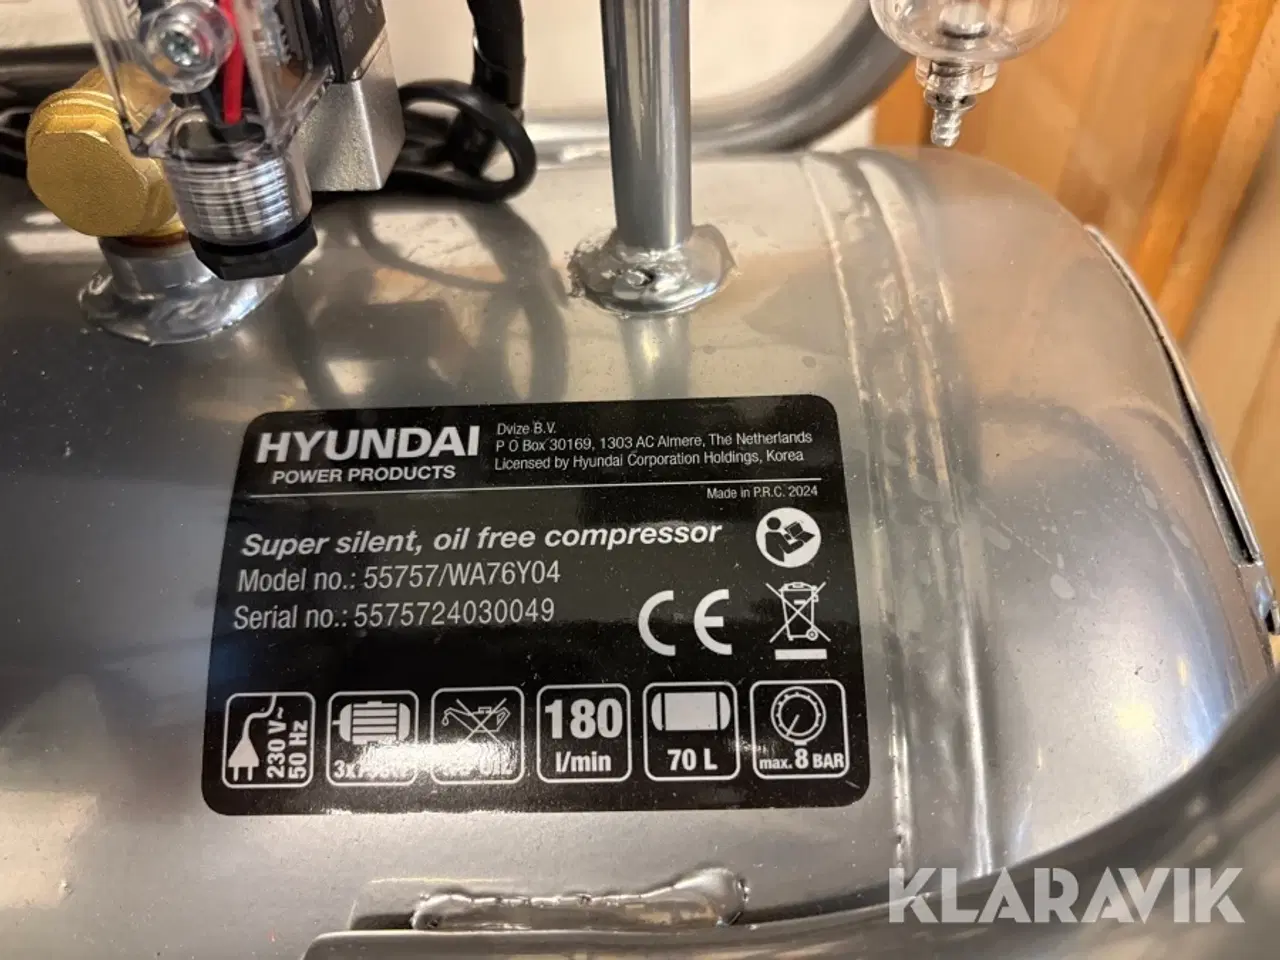 HYUNDAI
POWER PRODUCTS
Dvize B.V.
P O Box 30169, 1303 AC Almere, The Netherlands
Licensed by Hyundai Corporation Holdings, Korea
Made in P.R.C. 2024
Super silent, oil free compressor
Model no.: 55757/WA76Y04
Serial no.: 5575724030049
CE
230 V~
50 Hz
180
l/min
70 L
max. 8 BAR
KLARAVIK